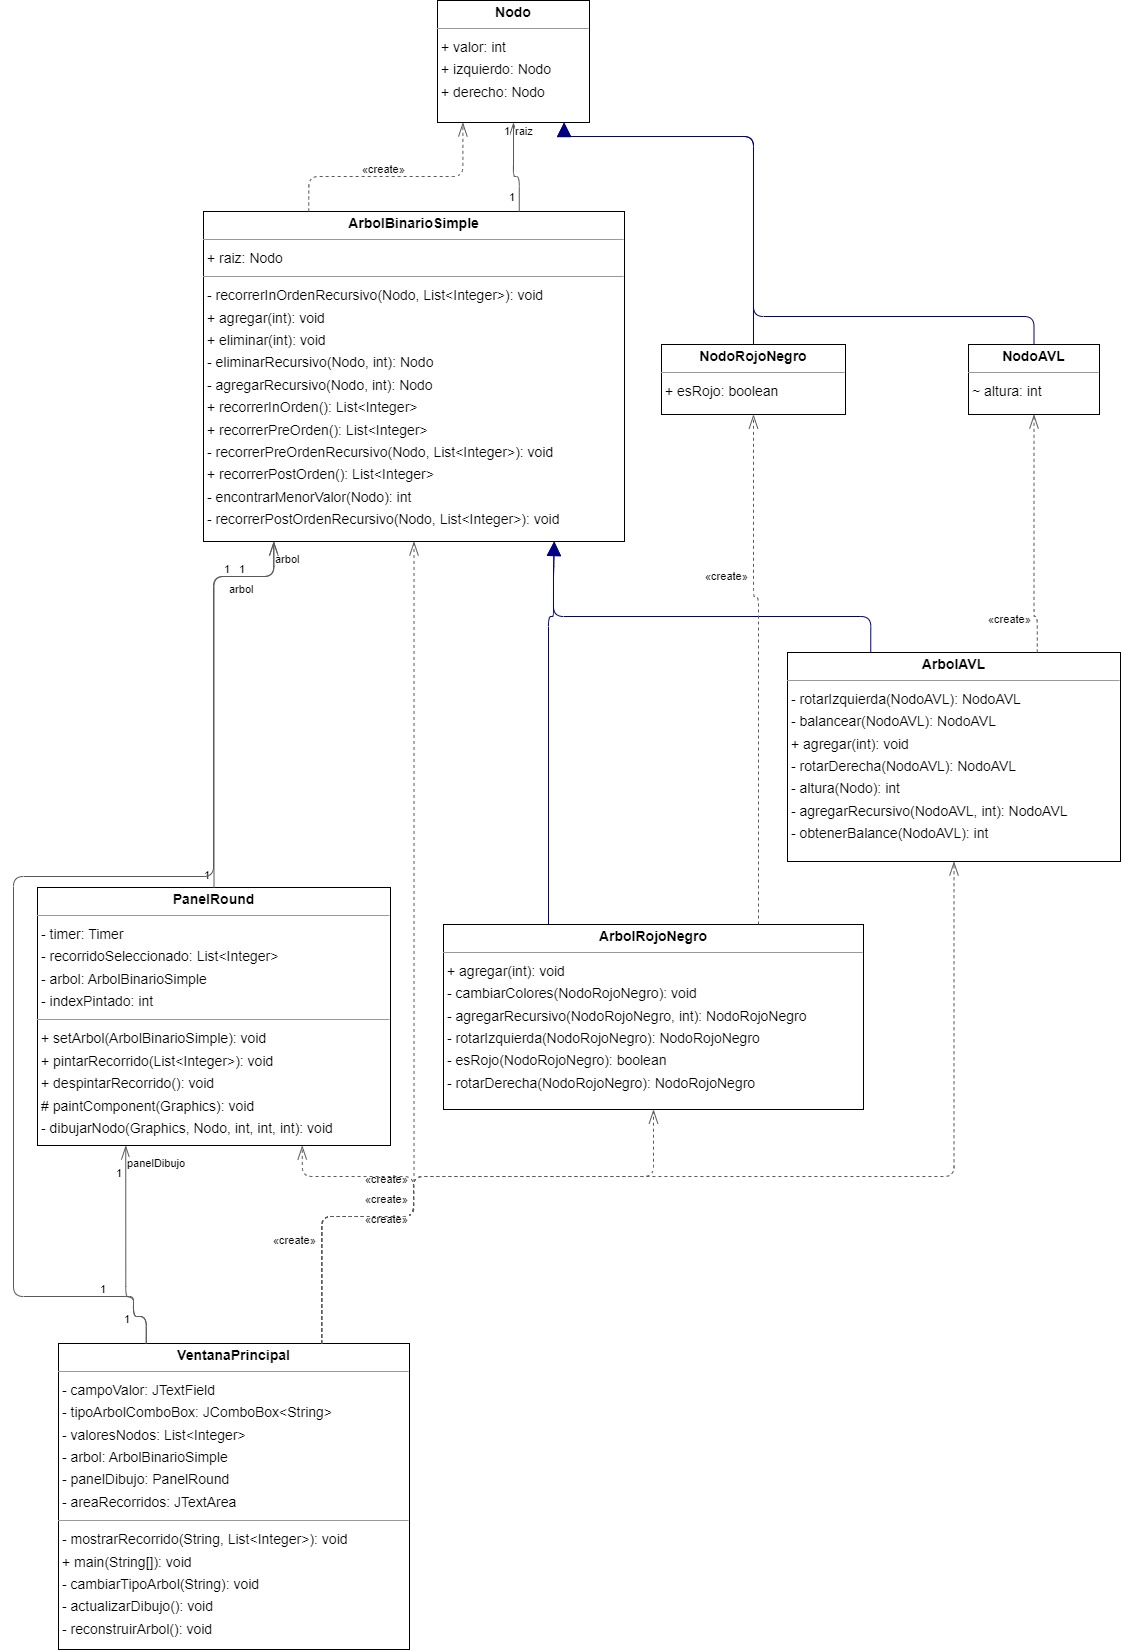 Nodo
+ valor: int
+ izquierdo: Nodo
+ derecho: Nodo
1 raiz
«create»
1
ArbolBinarioSimple
+ raiz: Nodo
- recorrerInOrdenRecursivo(Nodo, List<Integer>): void
+ agregar(int): void
+ eliminar(int): void
- eliminarRecursivo(Nodo, int): Nodo
- agregarRecursivo(Nodo, int): Nodo
+ recorrerInOrden(): List<Integer>
+ recorrerPreOrden(): List<Integer>
- recorrerPreOrdenRecursivo(Nodo, List<Integer>): void
+ recorrerPostOrden(): List<Integer>
- encontrarMenorValor(Nodo): int
- recorrerPostOrdenRecursivo(Nodo, List<Integer>): void
NodoRojoNegro
+ esRojo: boolean
NodoAVL
~ altura: int
arbol
1 1
arbol
«create»
«create»
ArbolAVL
- rotarIzquierda(NodoAVL): NodoAVL
- balancear(NodoAVL): NodoAVL
+ agregar(int): void
- rotarDerecha(NodoAVL): NodoAVL
- altura(Nodo): int
- agregarRecursivo(NodoAVL, int): NodoAVL
- obtenerBalance(NodoAVL): int
1
PanelRound
- timer: Timer
- recorridoSeleccionado: List<Integer>
- arbol: ArbolBinarioSimple
- indexPintado: int
+ setArbol(ArbolBinarioSimple): void
+ pintarRecorrido(List<Integer>): void
+ despintarRecorrido(): void
# paintComponent(Graphics): void
- dibujarNodo(Graphics, Nodo, int, int, int): void
ArbolRojoNegro
+ agregar(int): void
- cambiarColores(NodoRojoNegro): void
- agregarRecursivo(NodoRojoNegro, int): NodoRojoNegro
- rotarIzquierda(NodoRojoNegro): NodoRojoNegro
- esRojo(NodoRojoNegro): boolean
- rotarDerecha(NodoRojoNegro): NodoRojoNegro
panelDibujo
1
«create»
«create»
«create»
«create»
1
1
VentanaPrincipal
- campoValor: JTextField
- tipoArbolComboBox: JComboBox<String>
- valoresNodos: List<Integer>
- arbol: ArbolBinarioSimple
- panelDibujo: PanelRound
- areaRecorridos: JTextArea
- mostrarRecorrido(String, List<Integer>): void
+ main(String[]): void
- cambiarTipoArbol(String): void
- actualizarDibujo(): void
- reconstruirArbol(): void